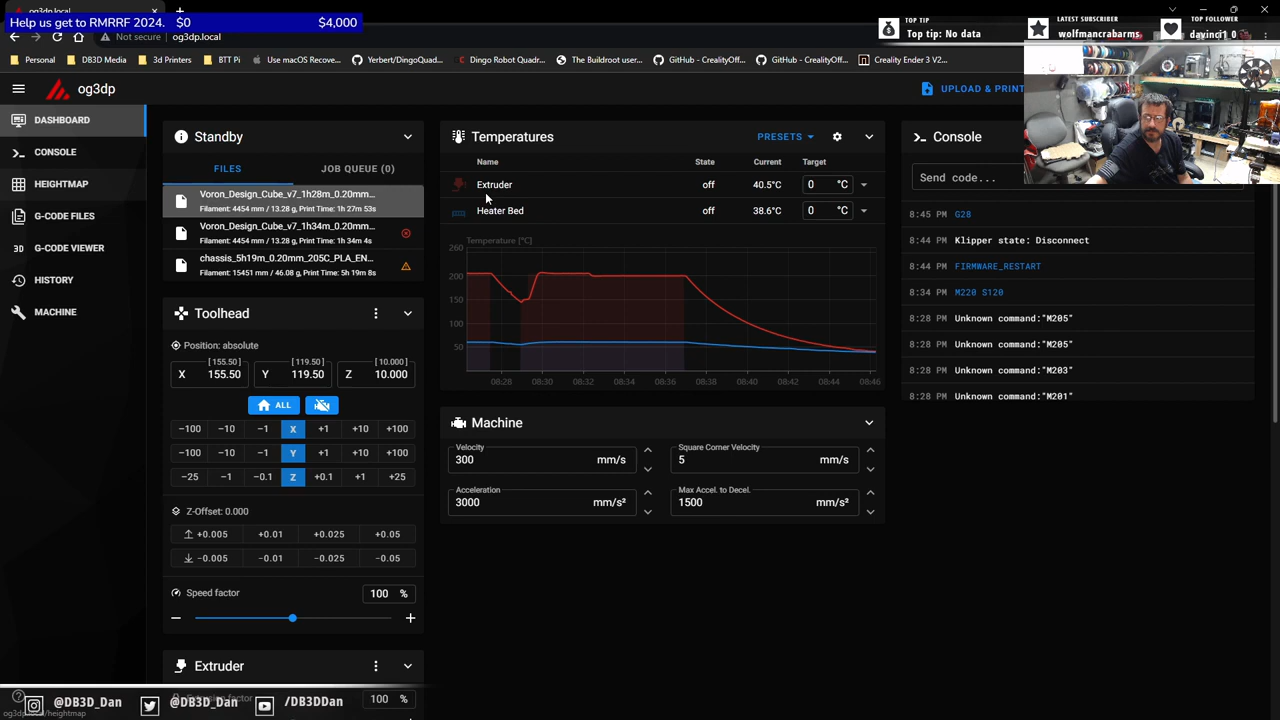 og3dp.local
Help us get to RMRRF 2024. $0 $4,000
Not secure og3dp.local
TOP TIP
Top tip: No data
LATEST SUBSCRIBER
wolfmancrabarms
TOP FOLLOWER
davinci1_0
Personal DB3D Media 3d Printers BTT Pi Use macOS Recove... Yerbert/DingoQuad... Dingo Robot Quadr... The Buildroot user... GitHub - CrealityOff... GitHub - CrealityOff... Creality Ender 3 V2...
og3dp
UPLOAD & PRINT
DASHBOARD
CONSOLE
HEIGHTMAP
G-CODE FILES
3D G-CODE VIEWER
HISTORY
MACHINE
Standby
FILES JOB QUEUE (0)
Voron_Design_Cube_v7_1h28m_0.20mm...
Filament: 4454 mm / 13.28 g, Print Time: 1h 27m 53s
Voron_Design_Cube_v7_1h34m_0.20mm...
Filament: 4454 mm / 13.28 g, Print Time: 1h 34m 4s
chassis_5h19m_0.20mm_205C_PLA_EN...
Filament: 15451 mm / 46.08 g, Print Time: 5h 19m 8s
Toolhead
Position: absolute
[155.50] [119.50] [10.000]
X 155.50 Y 119.50 Z 10.000
ALL
−100 −10 −1 X +1 +10 +100
−100 −10 −1 Y +1 +10 +100
−25 −1 −0.1 Z +0.1 +1 +25
Z-Offset: 0.000
+0.005 +0.01 +0.025 +0.05
−0.005 −0.01 −0.025 −0.05
Speed factor 100 %
− +
Extruder
Extrusion factor 100 %
Temperatures PRESETS
Name State Current Target
Extruder off 40.5°C 0 °C
Heater Bed off 38.6°C 0 °C
Temperature [°C]
260
200
150
100
50
08:28 08:30 08:32 08:34 08:36 08:38 08:40 08:42 08:44 08:46
Machine
Velocity Square Corner Velocity
300 mm/s 5 mm/s
Acceleration Max Accel. to Decel.
3000 mm/s² 1500 mm/s²
Console
Send code...
8:45 PM G28
8:44 PM Klipper state: Disconnect
8:44 PM FIRMWARE_RESTART
8:34 PM M220 S120
8:28 PM Unknown command:"M205"
8:28 PM Unknown command:"M205"
8:28 PM Unknown command:"M203"
8:28 PM Unknown command:"M201"
@DB3D_Dan @DB3D_Dan /DB3DDan
og3dp.local/heightmap